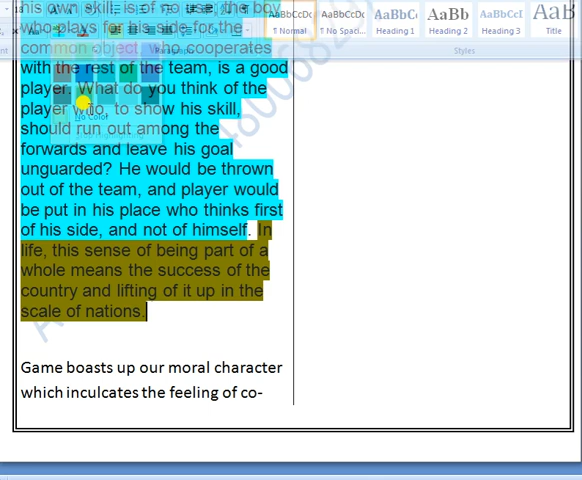 his own skill, is of no use; the boy
who plays for his side for the
common object, who cooperates
with the rest of the team, is a good
player. What do you think of the
player who, to show his skill,
should run out among the
forwards and leave his goal
unguarded? He would be thrown
out of the team, and player would
be put in his place who thinks first
of his side, and not of himself. In
life, this sense of being part of a
whole means the success of the
country and lifting of it up in the
scale of nations.
Game boasts up our moral character
which inculcates the feeling of co-
AaBbCcDc AaBbCcDc AaBbC AaBb AaBbCcI AaB
¶ Normal ¶ No Spaci... Heading 1 Heading 2 Heading 3 Title
Paragraph Styles
No Color